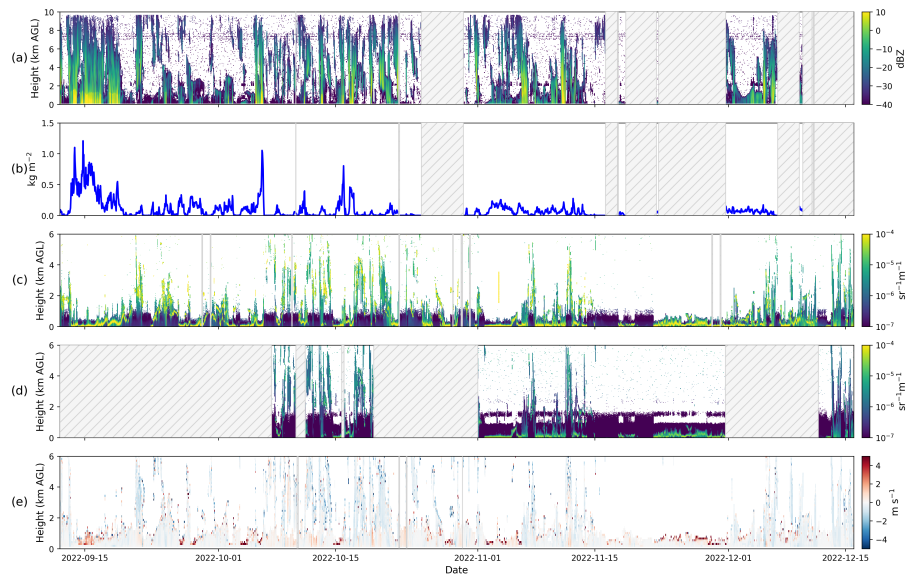 10
8
6
4
2
0
Height (km AGL)
(a)
10
0
−10
−20
−30
−40
dBZ
1.5
1.0
0.5
0.0
kg m⁻²
(b)
6
4
2
0
Height (km AGL)
(c)
10⁻⁴
10⁻⁵
10⁻⁶
10⁻⁷
sr⁻¹m⁻¹
6
4
2
0
Height (km AGL)
(d)
10⁻⁴
10⁻⁵
10⁻⁶
10⁻⁷
sr⁻¹m⁻¹
6
4
2
0
Height (km AGL)
(e)
4
2
0
−2
−4
m s⁻¹
2022-09-15 2022-10-01 2022-10-15 2022-11-01 2022-11-15 2022-12-01 2022-12-15
Date